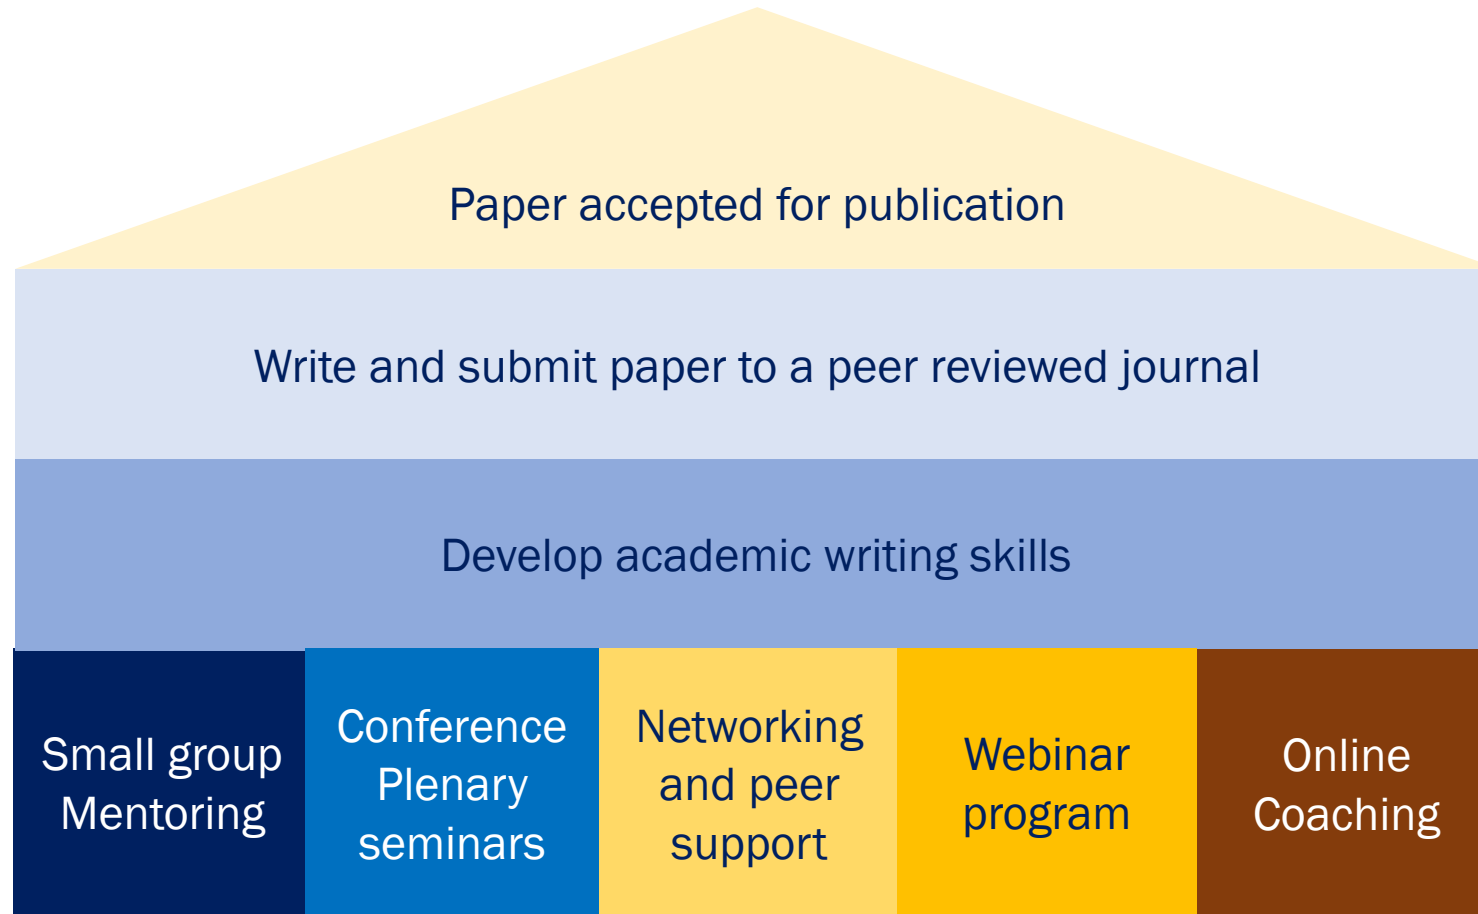 Paper accepted for publication
Write and submit paper to a peer reviewed journal
Develop academic writing skills
Small group
Mentoring
Conference
Plenary
seminars
Networking
and peer
support
Webinar
program
Online
Coaching